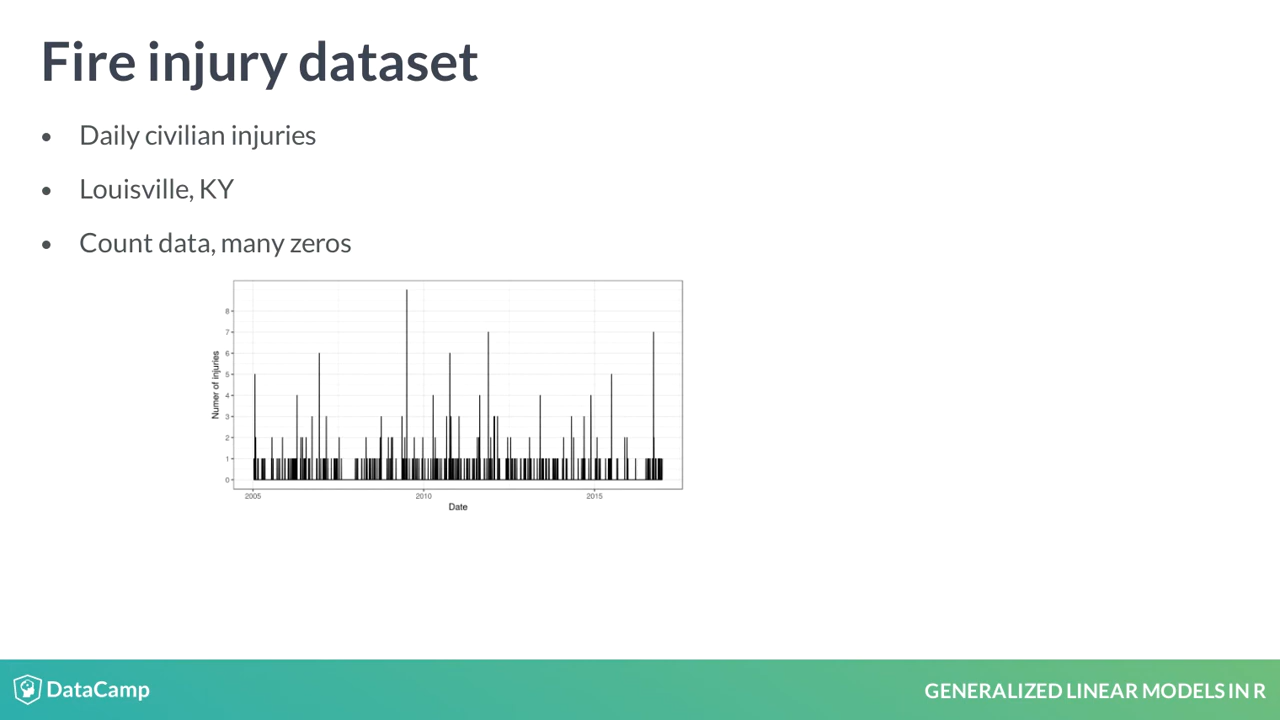 Fire injury dataset
• Daily civilian injuries
• Louisville, KY
• Count data, many zeros
8
7
6
5
4
3
2
1
0
Numer of injuries
2005 2010 2015
Date
DataCamp
GENERALIZED LINEAR MODELS IN R